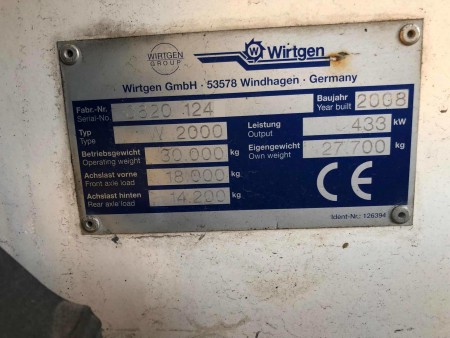 WIRTGEN GROUP
Wirtgen
Wirtgen GmbH · 53578 Windhagen · Germany
Fabr.-Nr. .124 Baujahr 2008
Serial-No. Year built
Typ W 2000 Leistung 433 kW
Type Output
Betriebsgewicht 30 000 kg Eigengewicht 27.700 kg
Operating weight Own weight
Achslast vorne kg
Front axle load
Achslast hinten 14 200 kg
Rear axle load
CE
Ident-Nr.: 126394